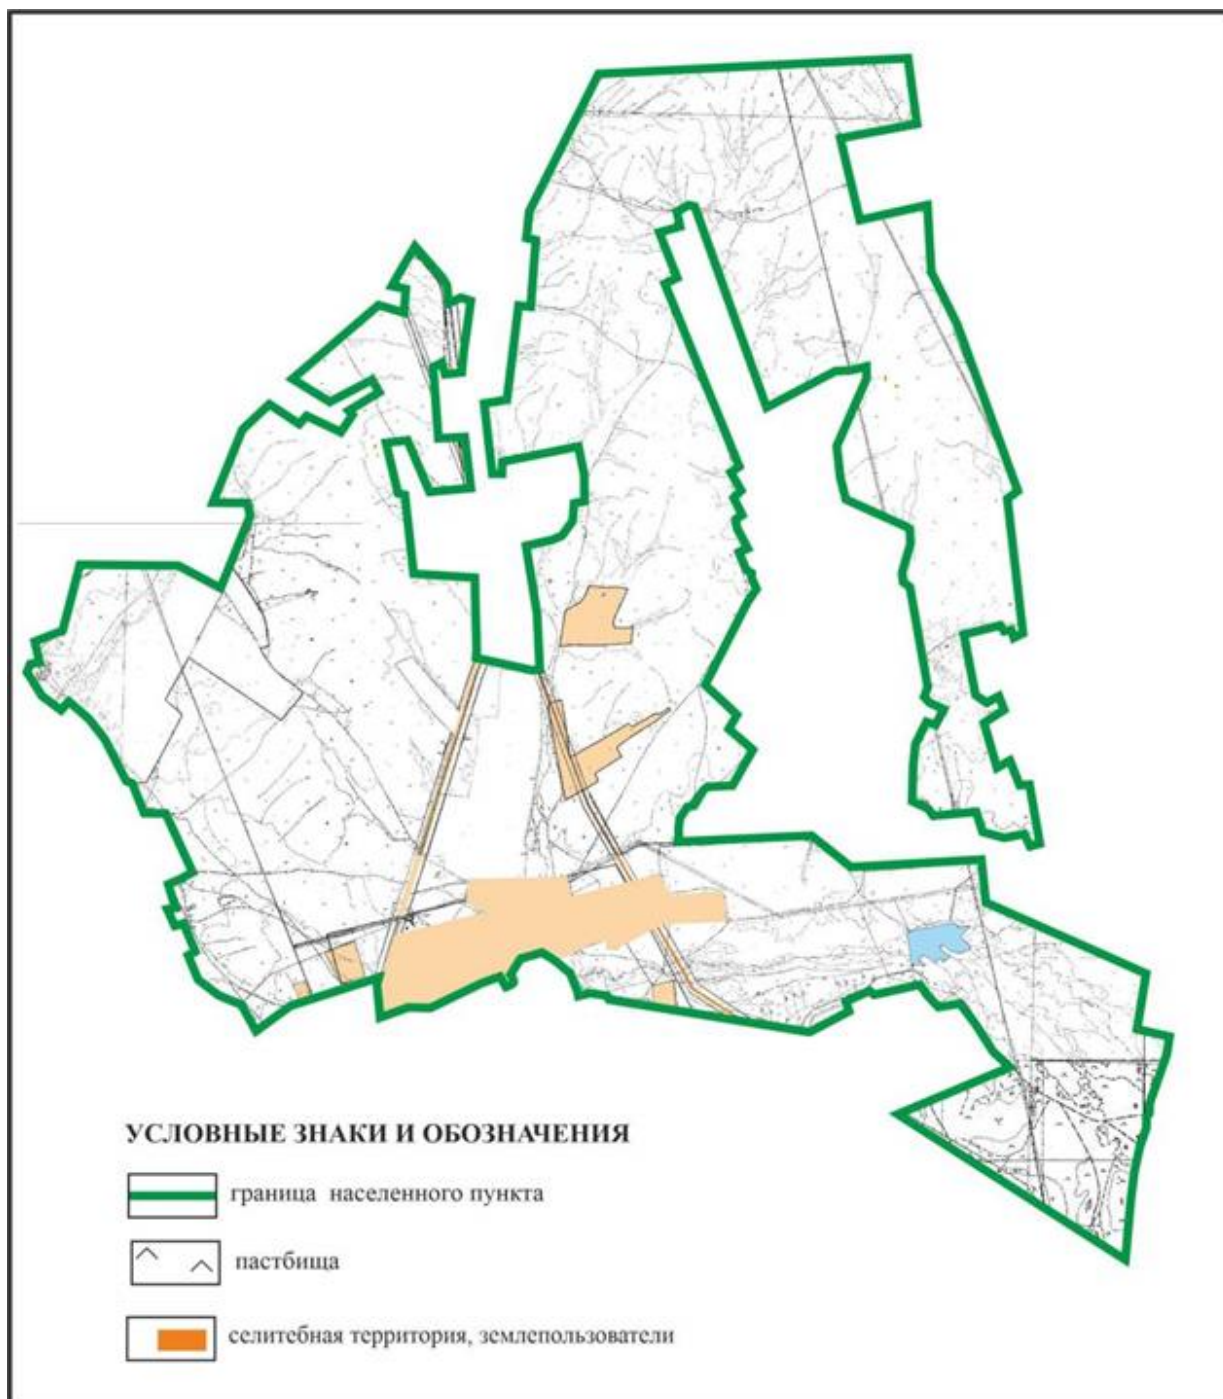 УСЛОВНЫЕ ЗНАКИ И ОБОЗНАЧЕНИЯ
граница населенного пункта
пастбища
селитебная территория, землепользователи